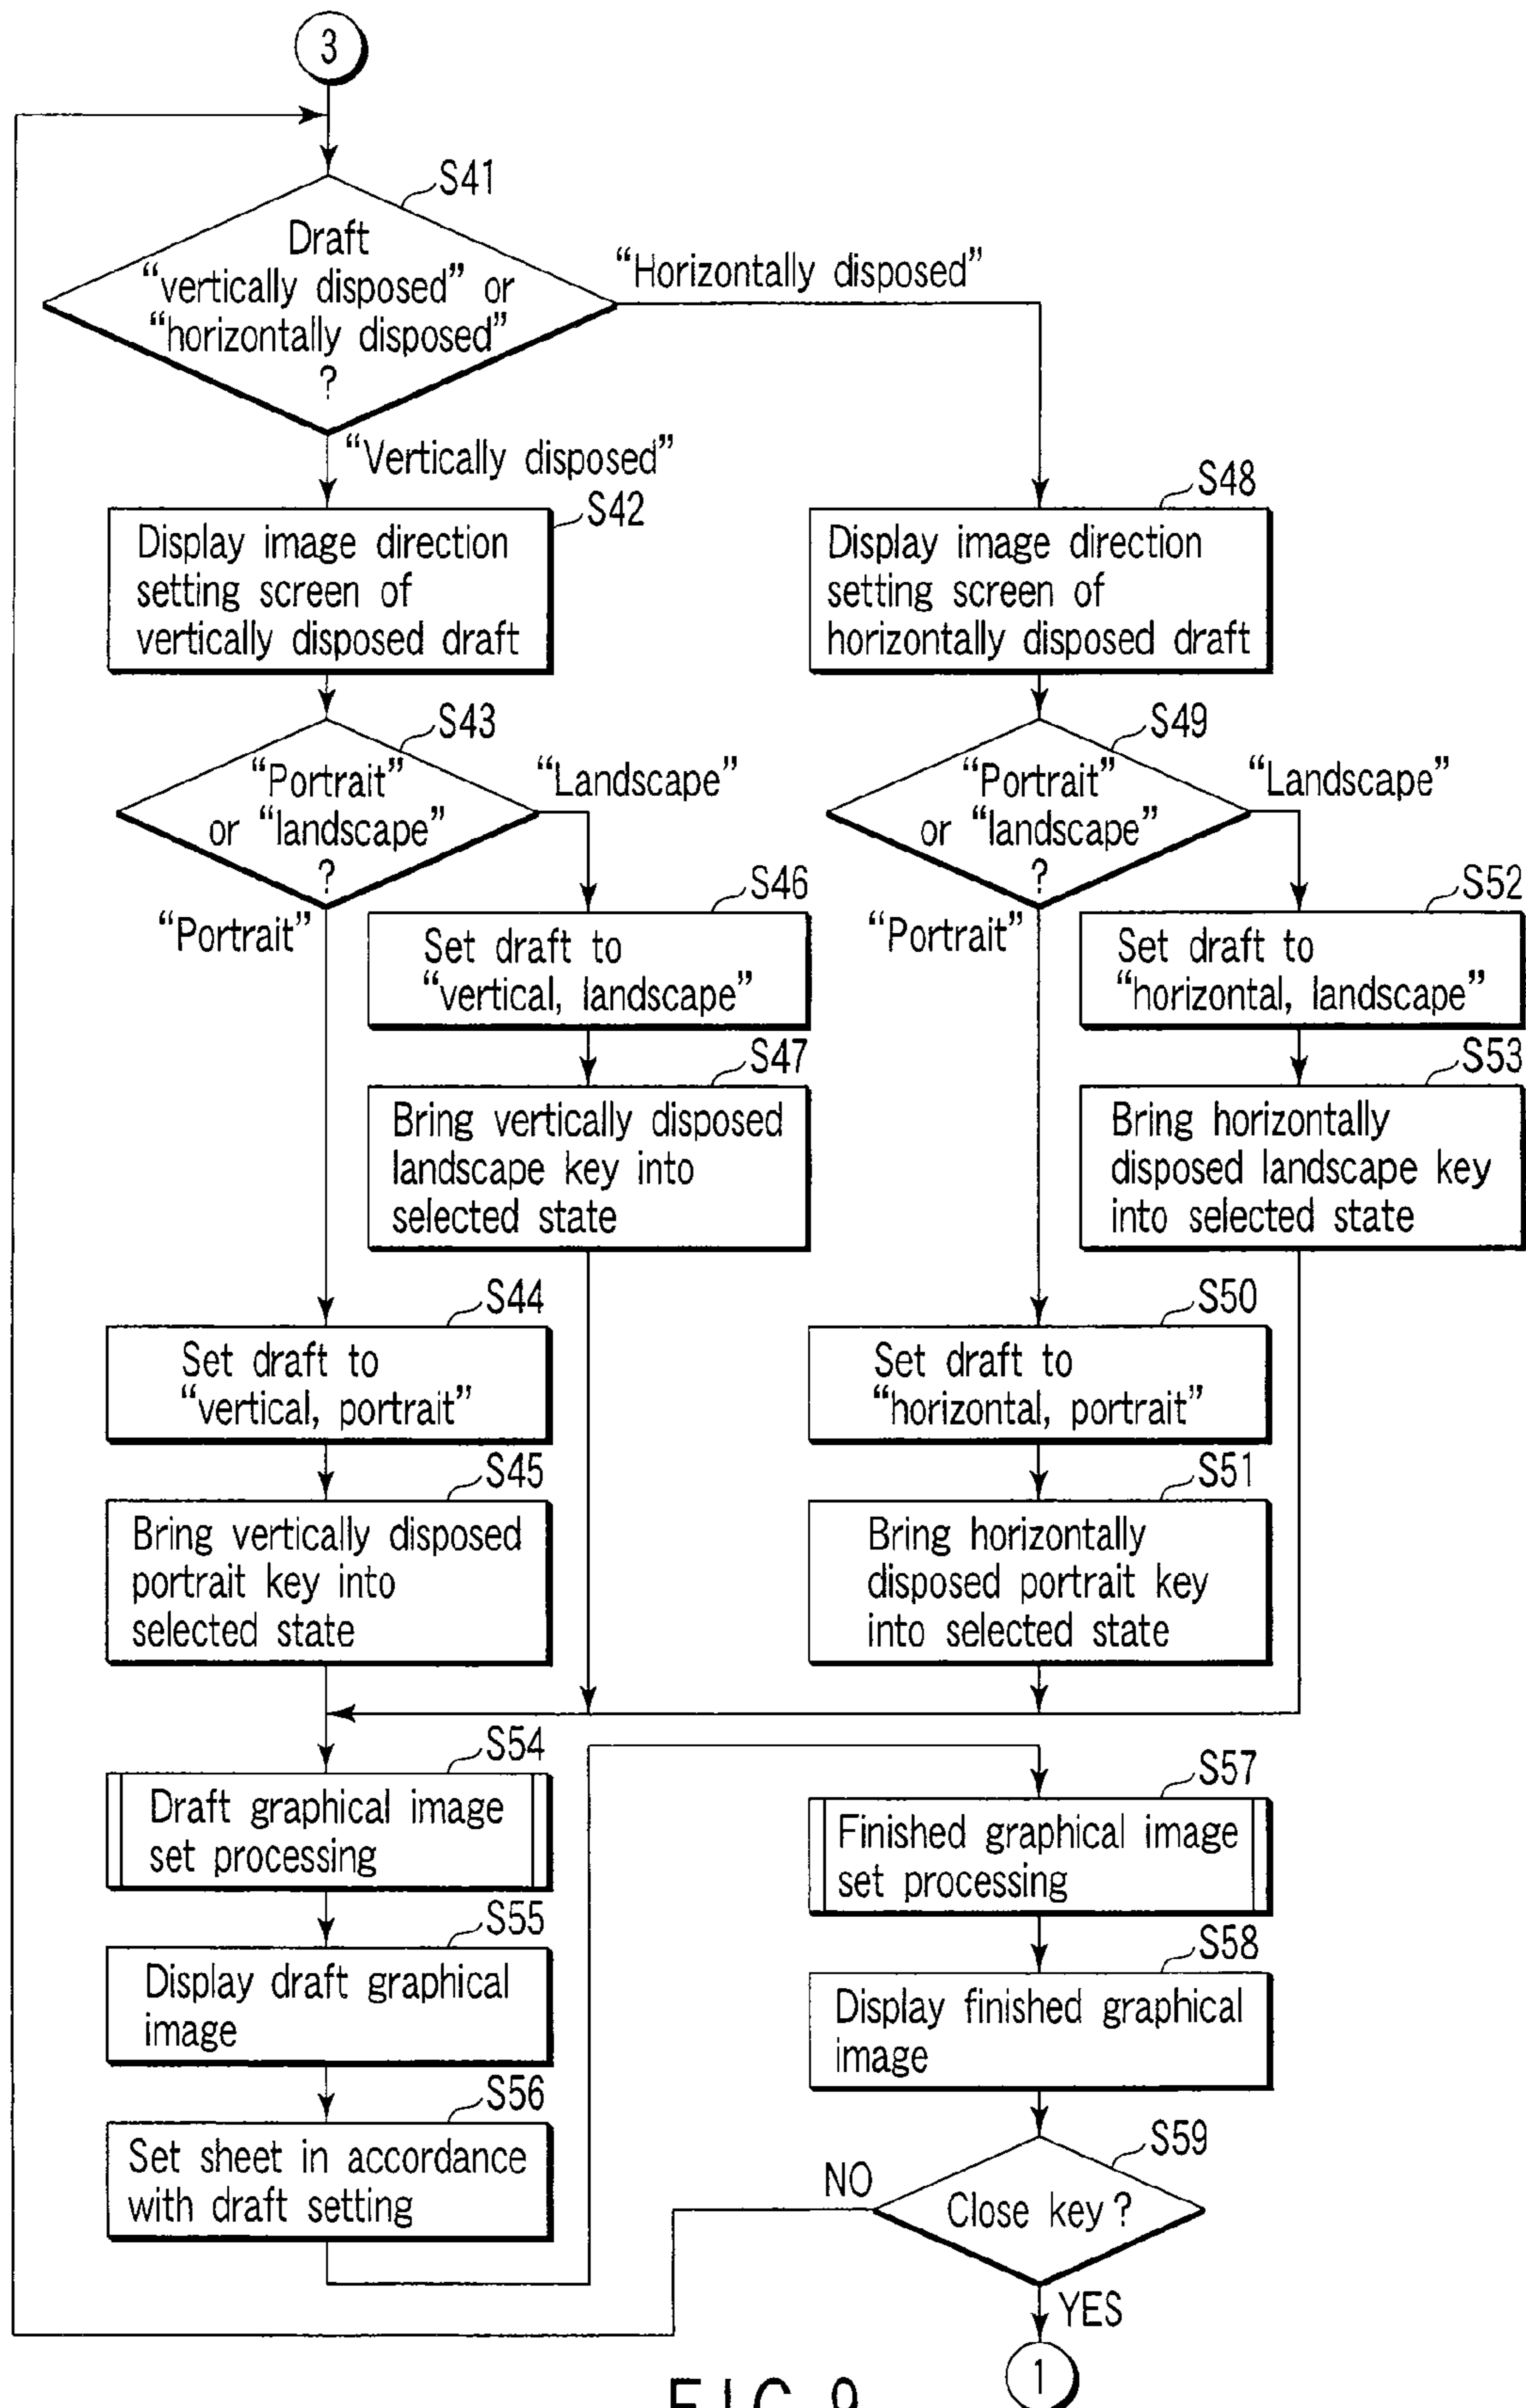 3
S41
Draft
“vertically disposed” or
“horizontally disposed”
?
“Horizontally disposed”
“Vertically disposed”
S42
Display image direction
setting screen of
vertically disposed draft
S48
Display image direction
setting screen of
horizontally disposed draft
S43
“Portrait”
or “landscape”
?
“Landscape”
“Portrait”
S49
“Portrait”
or “landscape”
?
“Landscape”
“Portrait”
S46
Set draft to
“vertical, landscape”
S52
Set draft to
“horizontal, landscape”
S47
Bring vertically disposed
landscape key into
selected state
S53
Bring horizontally
disposed landscape key
into selected state
S44
Set draft to
“vertical, portrait”
S50
Set draft to
“horizontal, portrait”
S45
Bring vertically disposed
portrait key into
selected state
S51
Bring horizontally
disposed portrait key
into selected state
S54
Draft graphical image
set processing
S57
Finished graphical image
set processing
S55
Display draft graphical
image
S58
Display finished graphical
image
S56
Set sheet in accordance
with draft setting
S59
Close key ?
NO
YES
1
FIG. 9